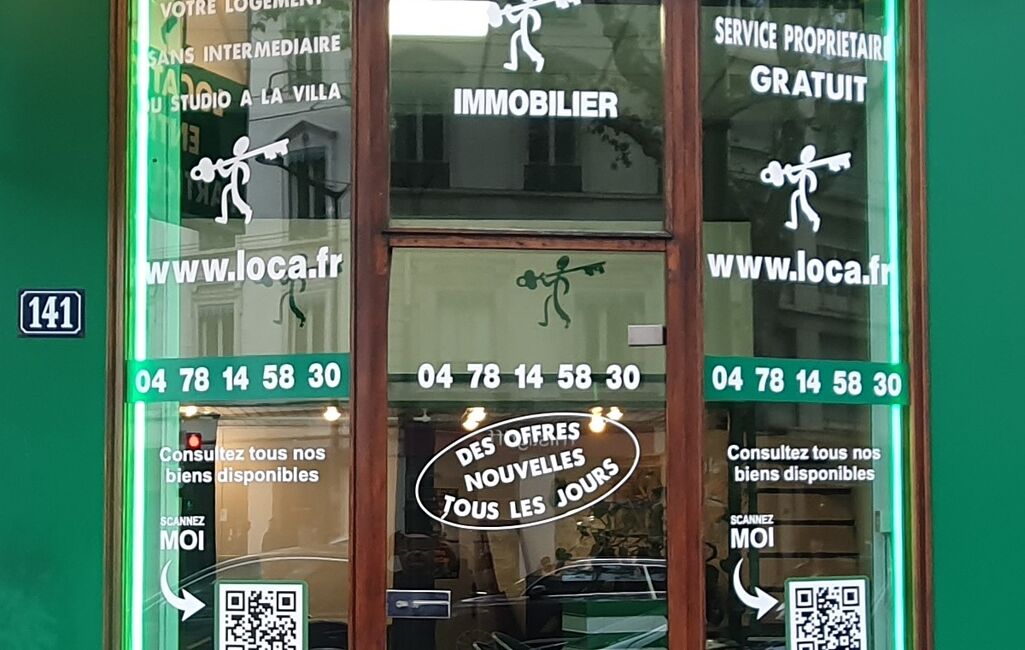 VOTRE LOGEMENT
SANS INTERMEDIAIRE
DU STUDIO A LA VILLA
www.loca.fr
141
04 78 14 58 30
Consultez tous nos
biens disponibles
SCANNEZ
MOI
IMMOBILIER
04 78 14 58 30
DES OFFRES
NOUVELLES
TOUS LES JOURS
SERVICE PROPRIETAIRE
GRATUIT
www.loca.fr
04 78 14 58 30
Consultez tous nos
biens disponibles
SCANNEZ
MOI